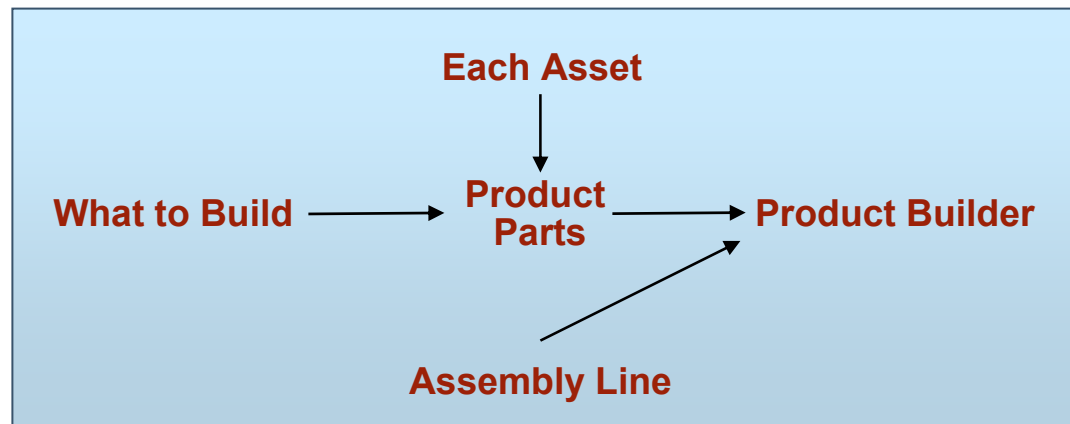 Each Asset
What to Build
Product
Parts
Product Builder
Assembly Line